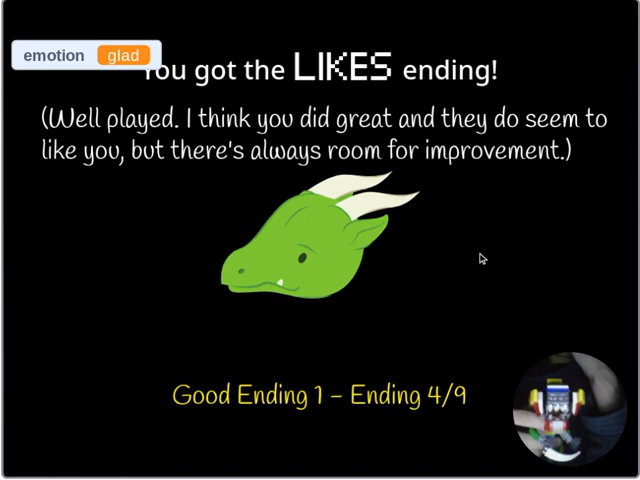 emotion glad
You got the LIKES ending!
(Well played. I think you did great and they do seem to
like you, but there's always room for improvement.)
Good Ending 1 - Ending 4/9